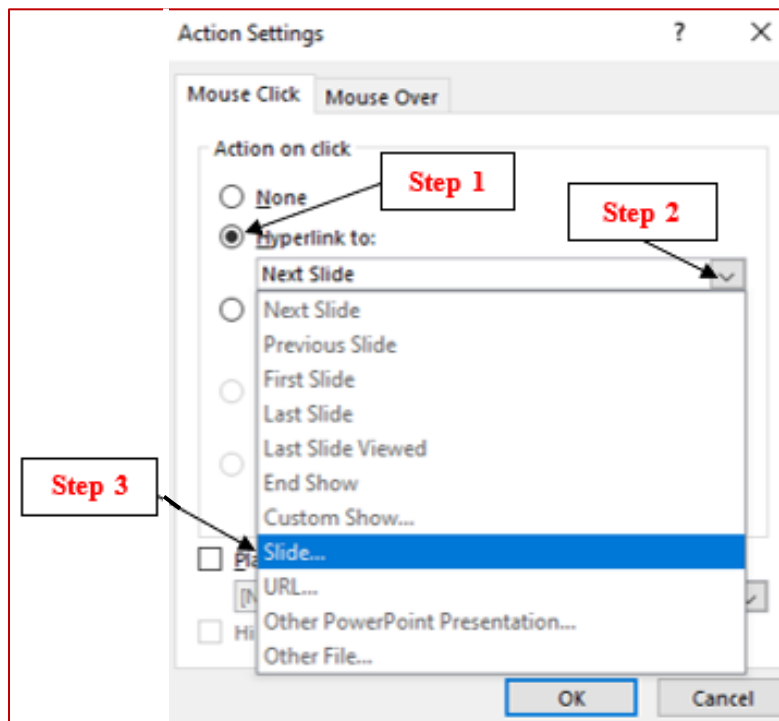 Action Settings ? X
Mouse Click Mouse Over
Action on click
None
Step 1
Hyperlink to:
Step 2
Next Slide
Next Slide
Previous Slide
First Slide
Last Slide
Last Slide Viewed
End Show
Step 3
Custom Show...
Slide...
URL...
Other PowerPoint Presentation...
Other File...
OK Cancel